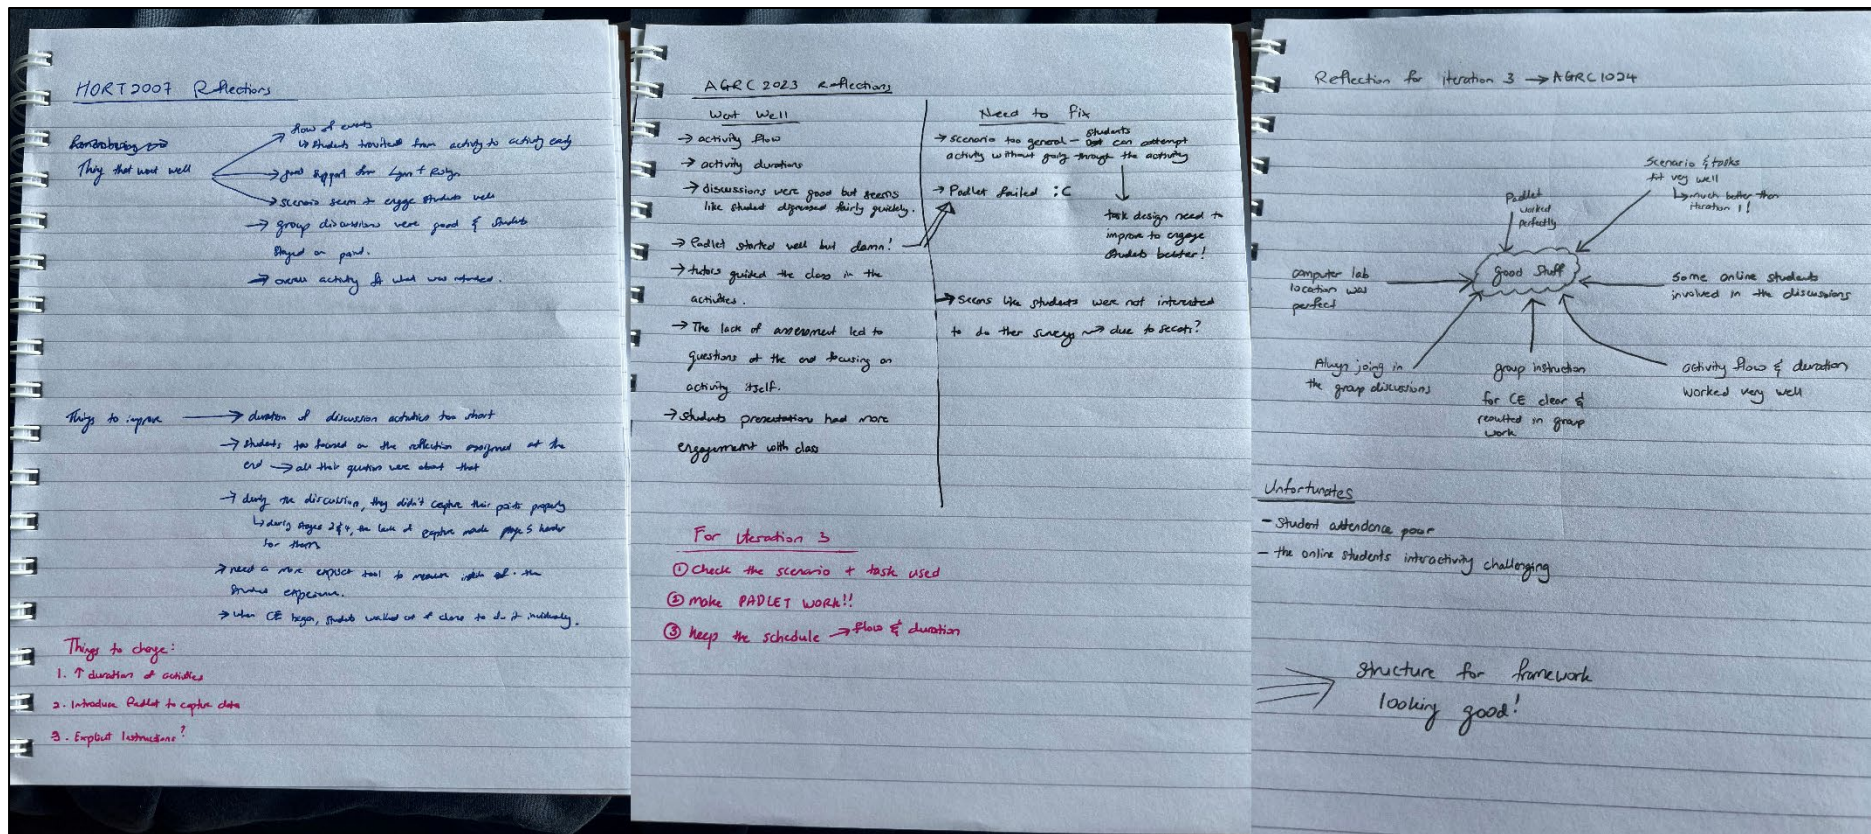 HORT2007 Reflections
Thing that went well
flow of events
↳ students transitioned from activity to activity easily
→ good support from Lynn +
→ scenario seem to engage students well
→ group discussions were good & students
stayed on point.
→ overall activity fit what was intended.
Things to improve → duration of discussion activities too short
→ students too focused on the reflection assigned at the
end → all their questions were about that
→ during the discussion, they didn't capture their points properly
↳ during stages 2&4, the lack of capture made stage 5 harder
for them
→ need a more explicit tool to measure of the
student experience.
→ when CE began, students walked out of class to do it individually.
Things to change:
1. ↑ duration of activities
2. Introduce Padlet to capture data
3. Explicit Instructions?
AGRC2023 Reflections
Went Well
→ activity flow
→ activity durations
→ discussions were good but seems
like student digressed fairly quickly.
→ Padlet started well but damn!
→ tutors guided the class in the
activities.
→ The lack of assessment led to
questions at the end focusing on
activity itself.
→ students presentation had more
engagement with class
Need to fix
→ scenario too general – students can attempt
activity without going through the activity
task design need to
improve to engage
students better!
→ Padlet failed :C
→ Seems like students were not interested
to do the surveys → due to secats?
For Iteration 3
① Check the scenario + task used
② make PADLET WORK!!
③ Keep the schedule → flow & duration
Reflection for iteration 3 → AGRC1024
Padlet
worked
perfectly
Scenario & tasks
fit very well
↳ much better than
iteration 1!
good stuff
computer lab
location was
perfect
Some online students
involved in the discussions
Always joing in
the group discussions
group instruction
for CE clear &
resulted in group
work
activity flow & duration
worked very well
Unfortunates
- Student attendence poor
- the online students interactivity challenging
Structure for framework
looking good!